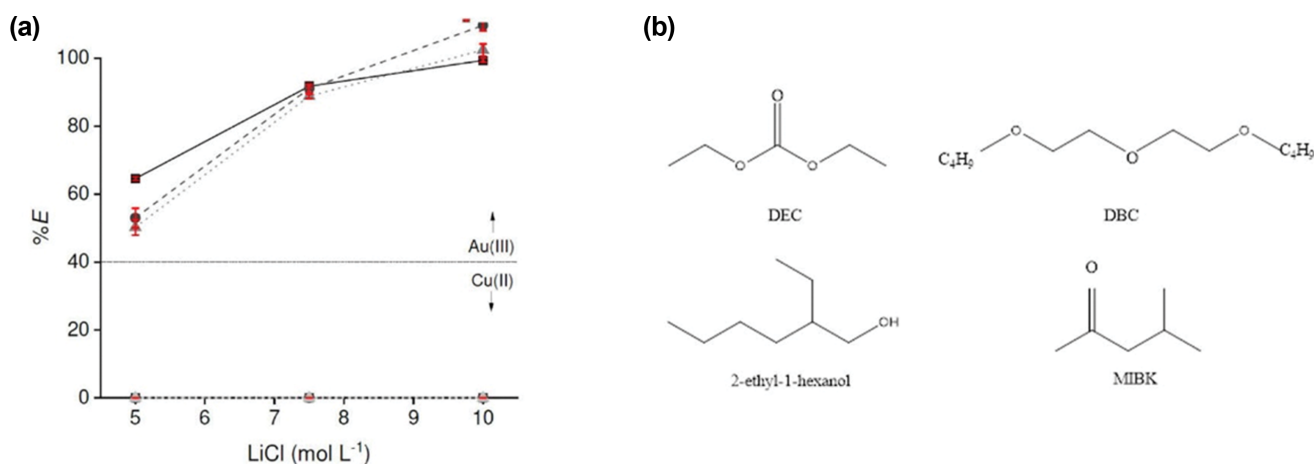 (a)
(b)
100
80
60
40
20
0
%E
Au(III)
Cu(II)
5
6
7
8
9
10
LiCl (mol L⁻¹)
O
O
O
DEC
C₄H₉
O
O
O
C₄H₉
DBC
OH
2-ethyl-1-hexanol
O
MIBK